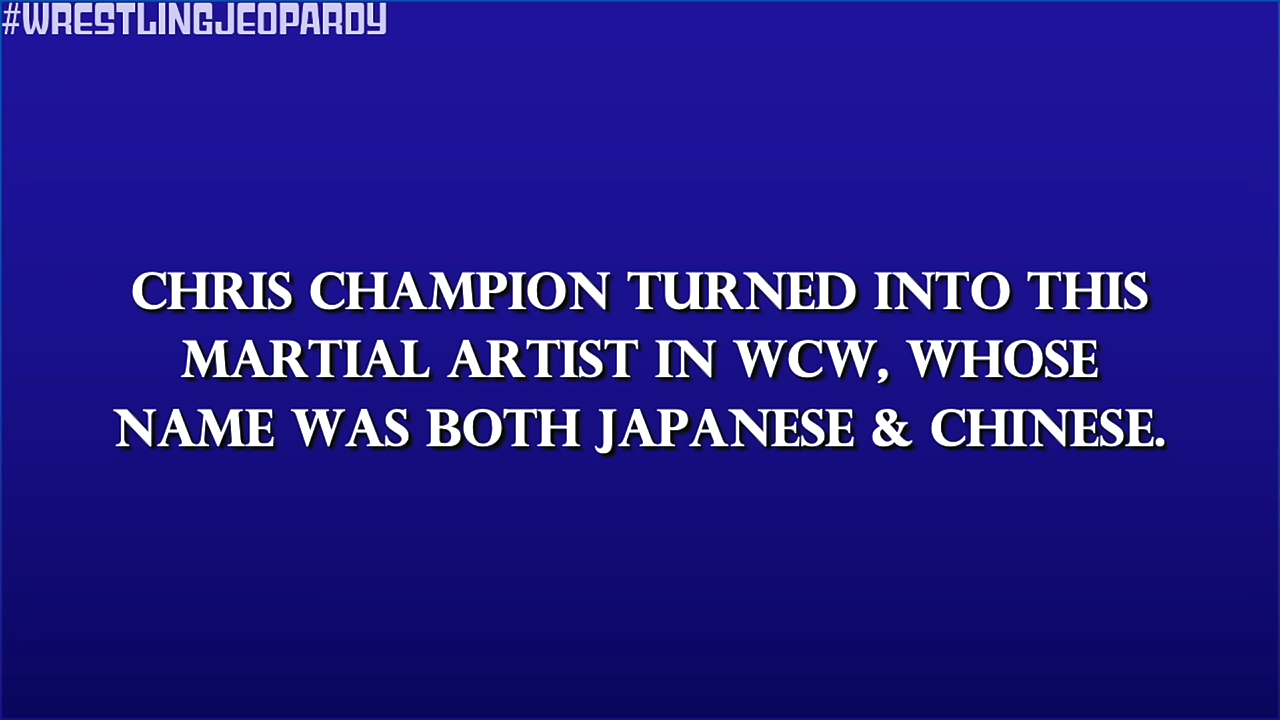 #WRESTLINGJEOPARDY
CHRIS CHAMPION TURNED INTO THIS
MARTIAL ARTIST IN WCW, WHOSE
NAME WAS BOTH JAPANESE & CHINESE.